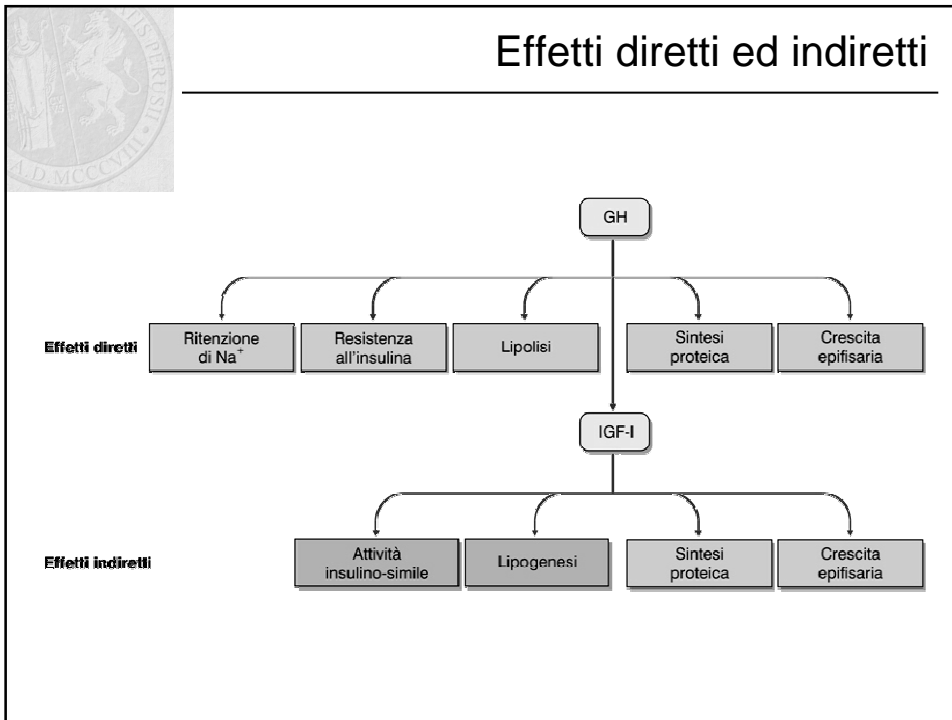 Effetti diretti ed indiretti
A.D. MCCCVIII
GH
Effetti diretti
Ritenzione
di Na⁺
Resistenza
all'insulina
Lipolisi
Sintesi
proteica
Crescita
epifisaria
IGF-I
Effetti indiretti
Attività
insulino-simile
Lipogenesi
Sintesi
proteica
Crescita
epifisaria